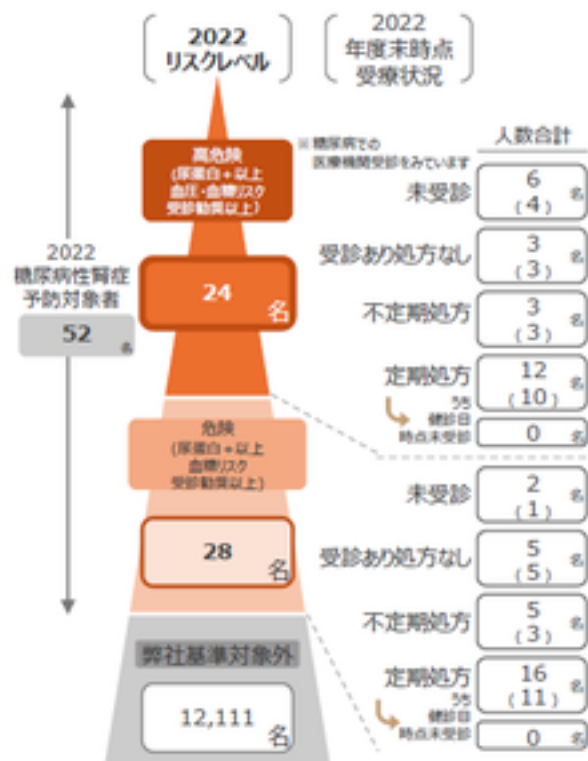 2022
リスクレベル
2022
年度末時点
受療状況
※ 糖尿病での
医療機関受診をみています
人数合計
高危険
(尿蛋白+以上
血圧・血糖リスク
受診勧奨以上)
24
名
2022
糖尿病性腎症
予防対象者
52
名
未受診
6
(4)
名
受診あり処方なし
3
(3)
名
不定期処方
3
(3)
名
定期処方
12
(10)
名
うち
健診日
時点未受診
0
名
危険
(尿蛋白+以上
血糖リスク
受診勧奨以上)
28
名
未受診
2
(1)
名
受診あり処方なし
5
(5)
名
不定期処方
5
(3)
名
定期処方
16
(11)
名
うち
健診日
時点未受診
0
名
弊社基準対象外
12,111
名